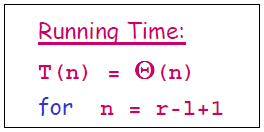 Running Time:
T(n) = Θ(n)
for n = r-l+1